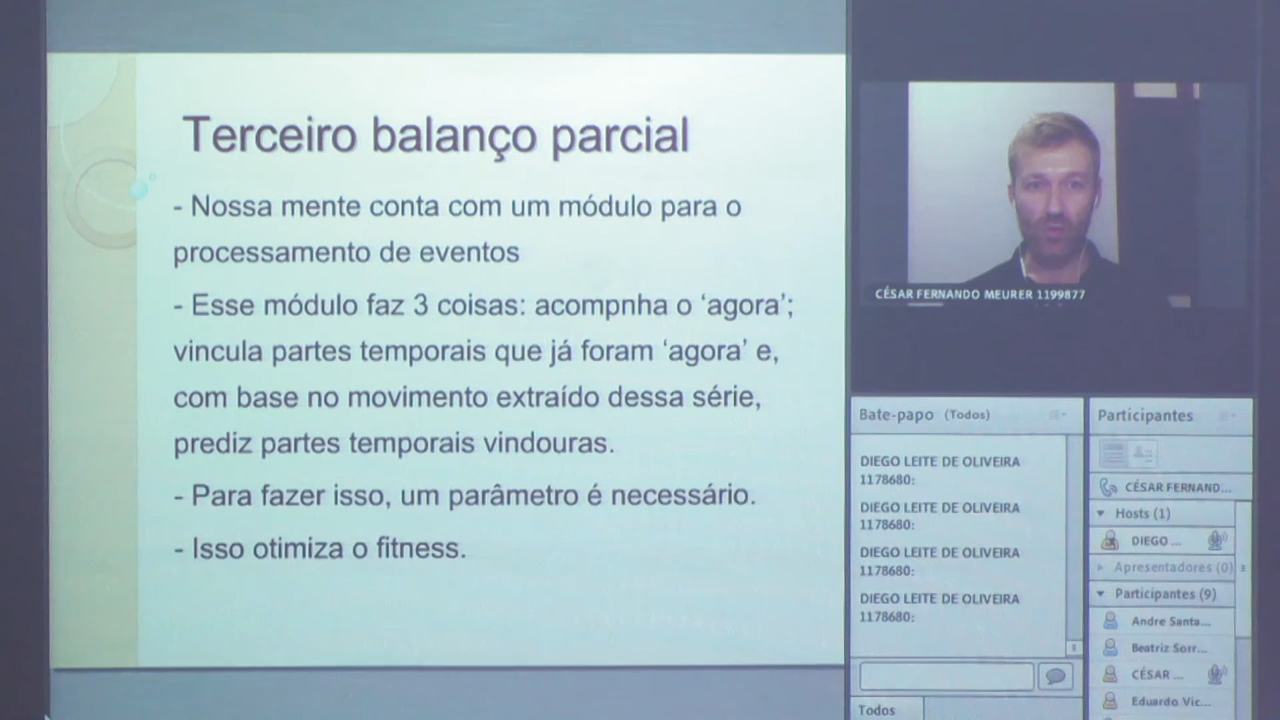 Terceiro balanço parcial
- Nossa mente conta com um módulo para o
processamento de eventos
- Esse módulo faz 3 coisas: acompnha o ‘agora’;
vincula partes temporais que já foram ‘agora’ e,
com base no movimento extraído dessa série,
prediz partes temporais vindouras.
- Para fazer isso, um parâmetro é necessário.
- Isso otimiza o fitness.
CÉSAR FERNANDO MEURER 1199877
Bate-papo (Todos)
DIEGO LEITE DE OLIVEIRA
1178680:
DIEGO LEITE DE OLIVEIRA
1178680:
DIEGO LEITE DE OLIVEIRA
1178680:
DIEGO LEITE DE OLIVEIRA
1178680:
Todos
Participantes
CÉSAR FERNAND...
Hosts (1)
DIEGO ...
Apresentadores (0)
Participantes (9)
Andre Santa...
Beatriz Sorr...
CÉSAR ...
Eduardo Vic...